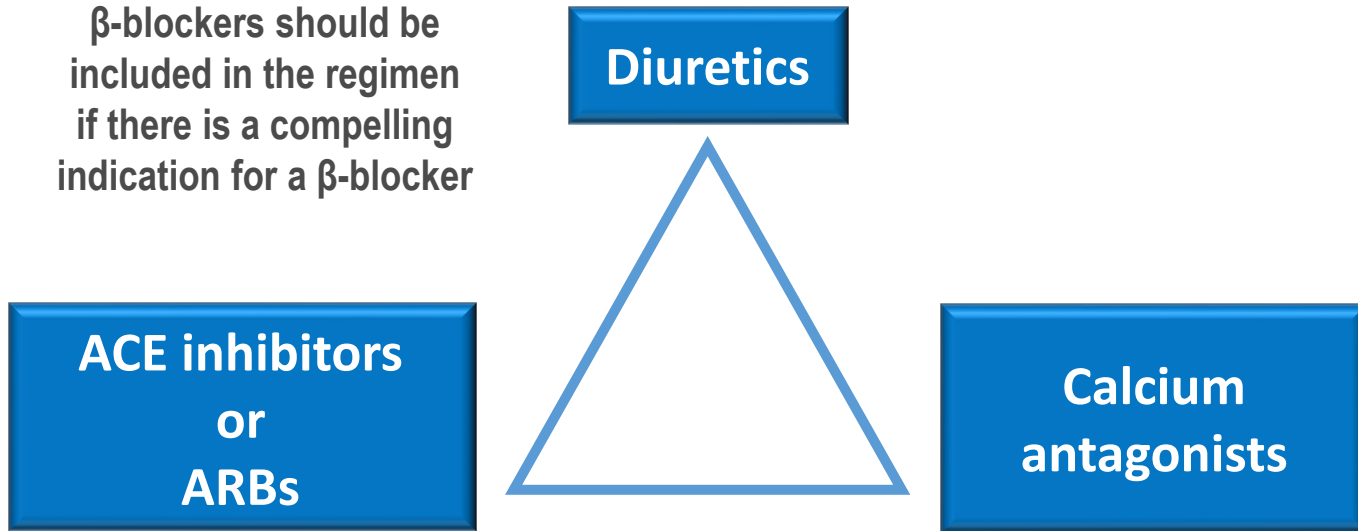 β-blockers should be
included in the regimen
if there is a compelling
indication for a β-blocker
Diuretics
ACE inhibitors
or
ARBs
Calcium
antagonists